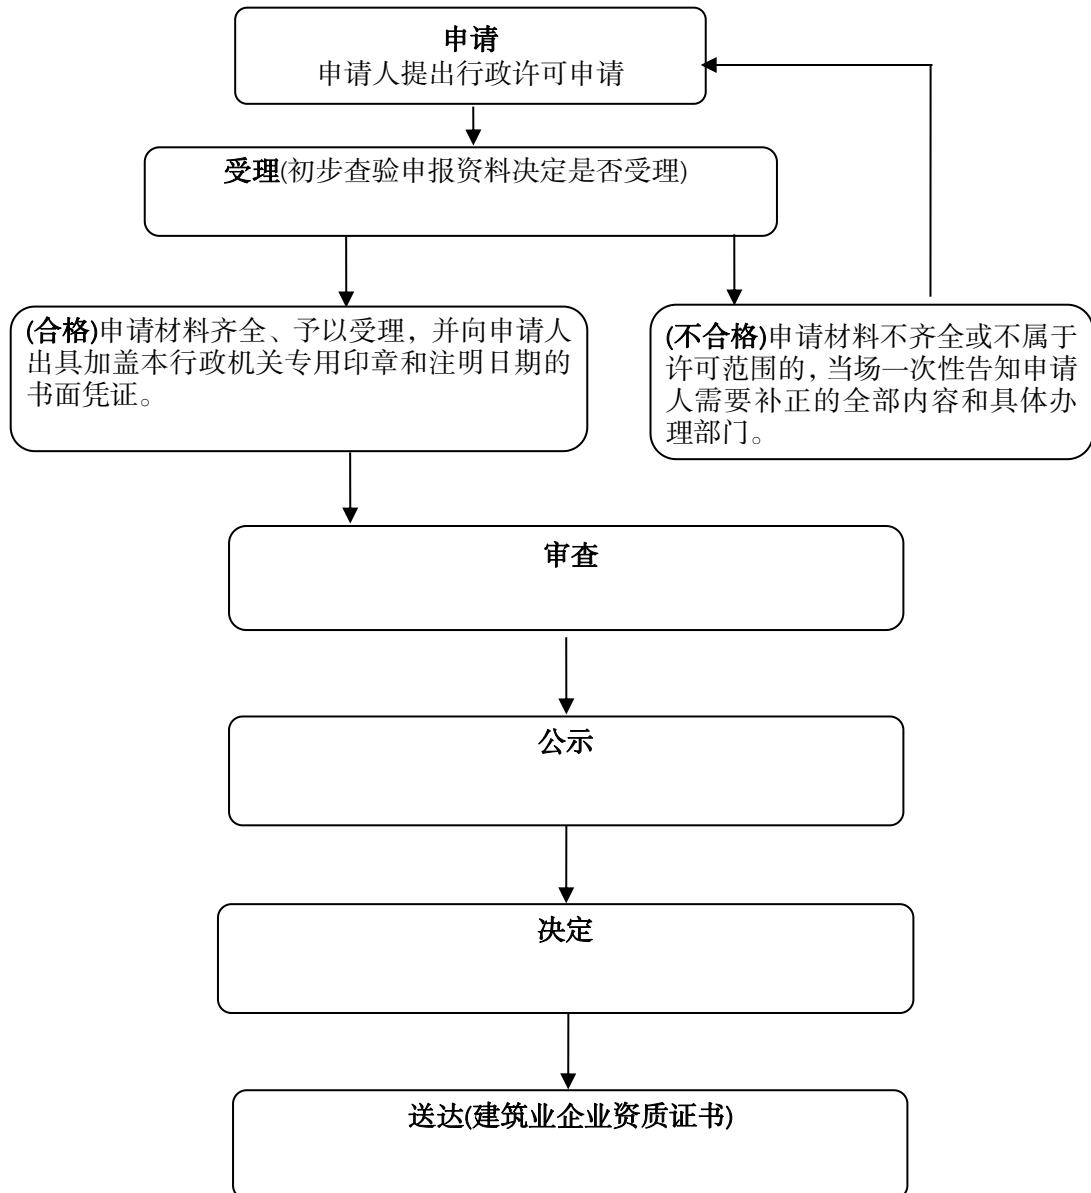 申请
申请人提出行政许可申请
受理(初步查验申报资料决定是否受理)
(合格)申请材料齐全、予以受理，并向申请人
出具加盖本行政机关专用印章和注明日期的
书面凭证。
(不合格)申请材料不齐全或不属于
许可范围的，当场一次性告知申请
人需要补正的全部内容和具体办
理部门。
审查
公示
决定
送达(建筑业企业资质证书)